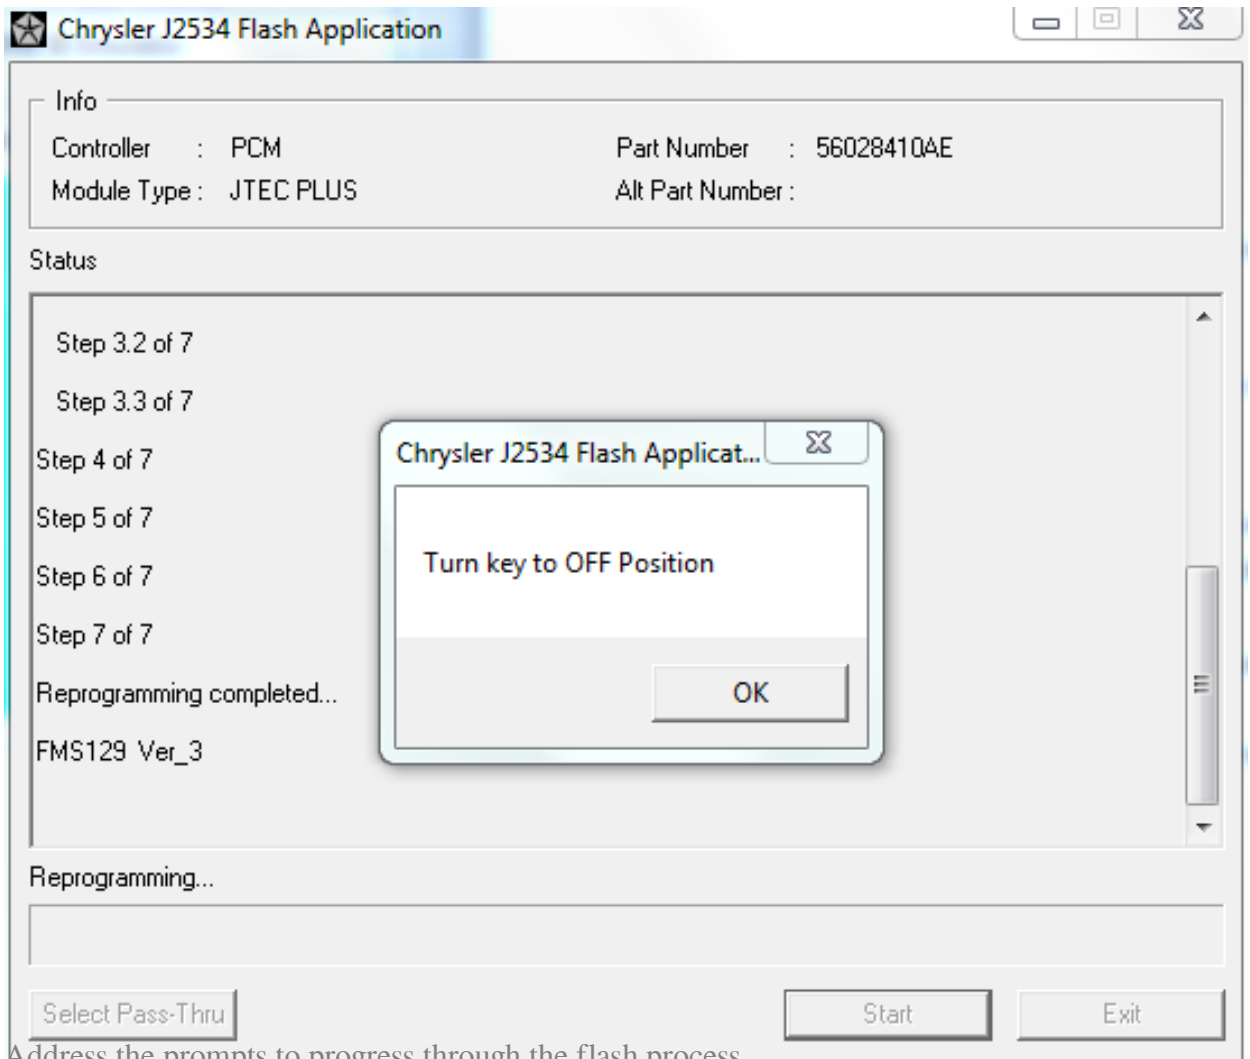 Chrysler J2534 Flash Application
Info
Controller : PCM
Part Number : 56028410AE
Module Type : JTEC PLUS
Alt Part Number :
Status
Step 3.2 of 7
Step 3.3 of 7
Step 4 of 7
Step 5 of 7
Step 6 of 7
Step 7 of 7
Reprogramming completed...
FMS129 Ver_3
Chrysler J2534 Flash Applicat...
Turn key to OFF Position
OK
Reprogramming...
Select Pass-Thru
Start
Exit
Address the prompts to progress through the flash process